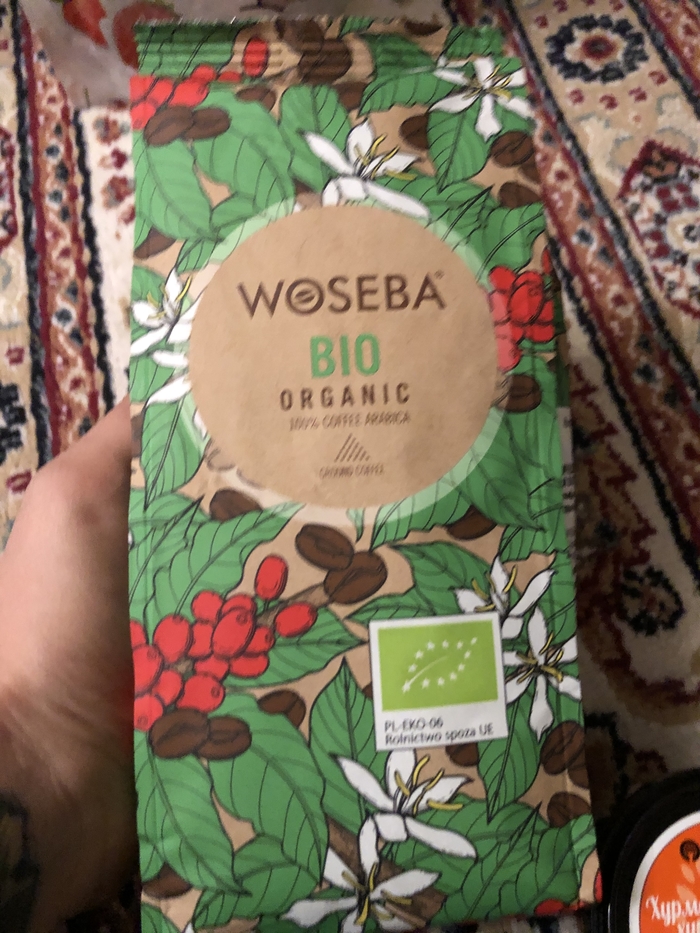 WOSEBA
BIO
ORGANIC
100% COFFEE ARABICA
GROUND COFFEE
PL-EKO-06
Rolnictwo spoza UE